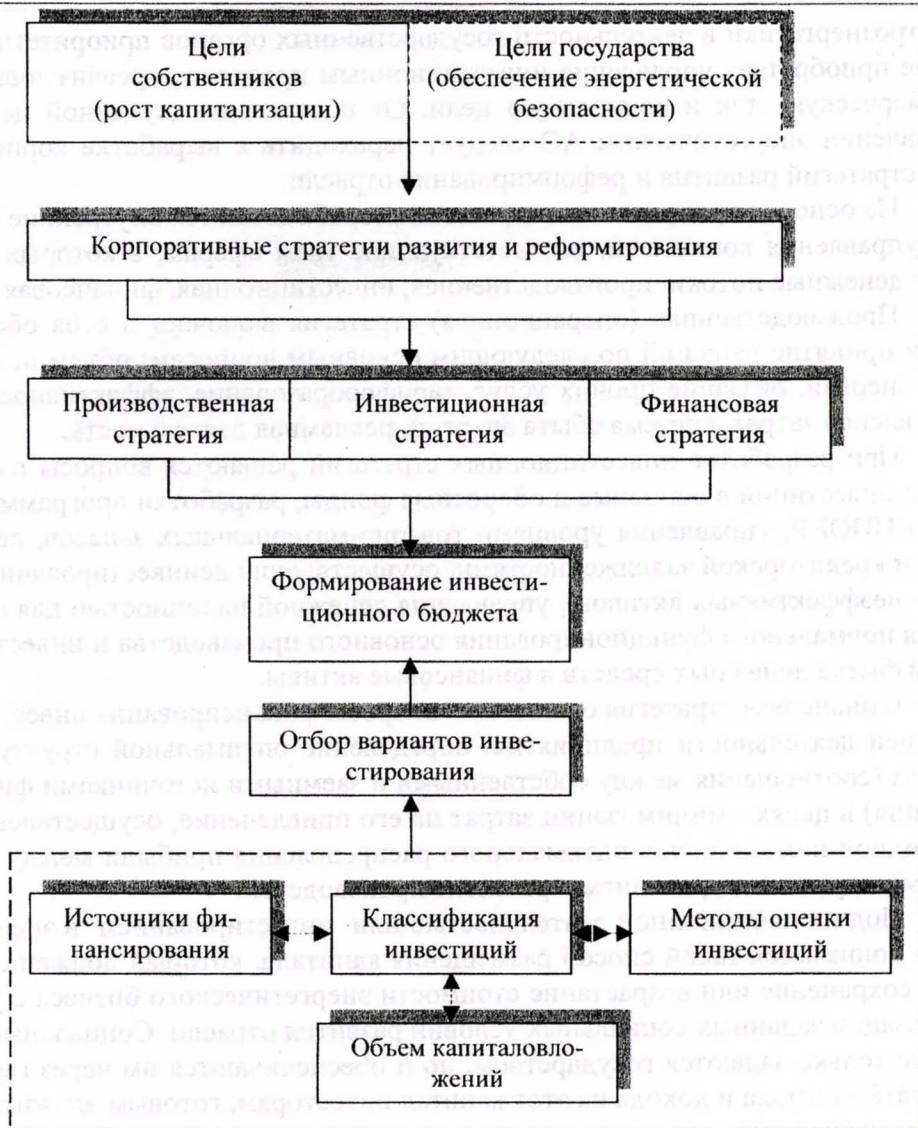 Цели
собственников
(рост капитализации)
Цели государства
(обеспечение энергетической
безопасности)
Корпоративные стратегии развития и реформирования
Производственная
стратегия
Инвестиционная
стратегия
Финансовая
стратегия
Формирование инвести-
ционного бюджета
Отбор вариантов инве-
стирования
Источники фи-
нансирования
Классификация
инвестиций
Методы оценки
инвестиций
Объем капиталовло-
жений